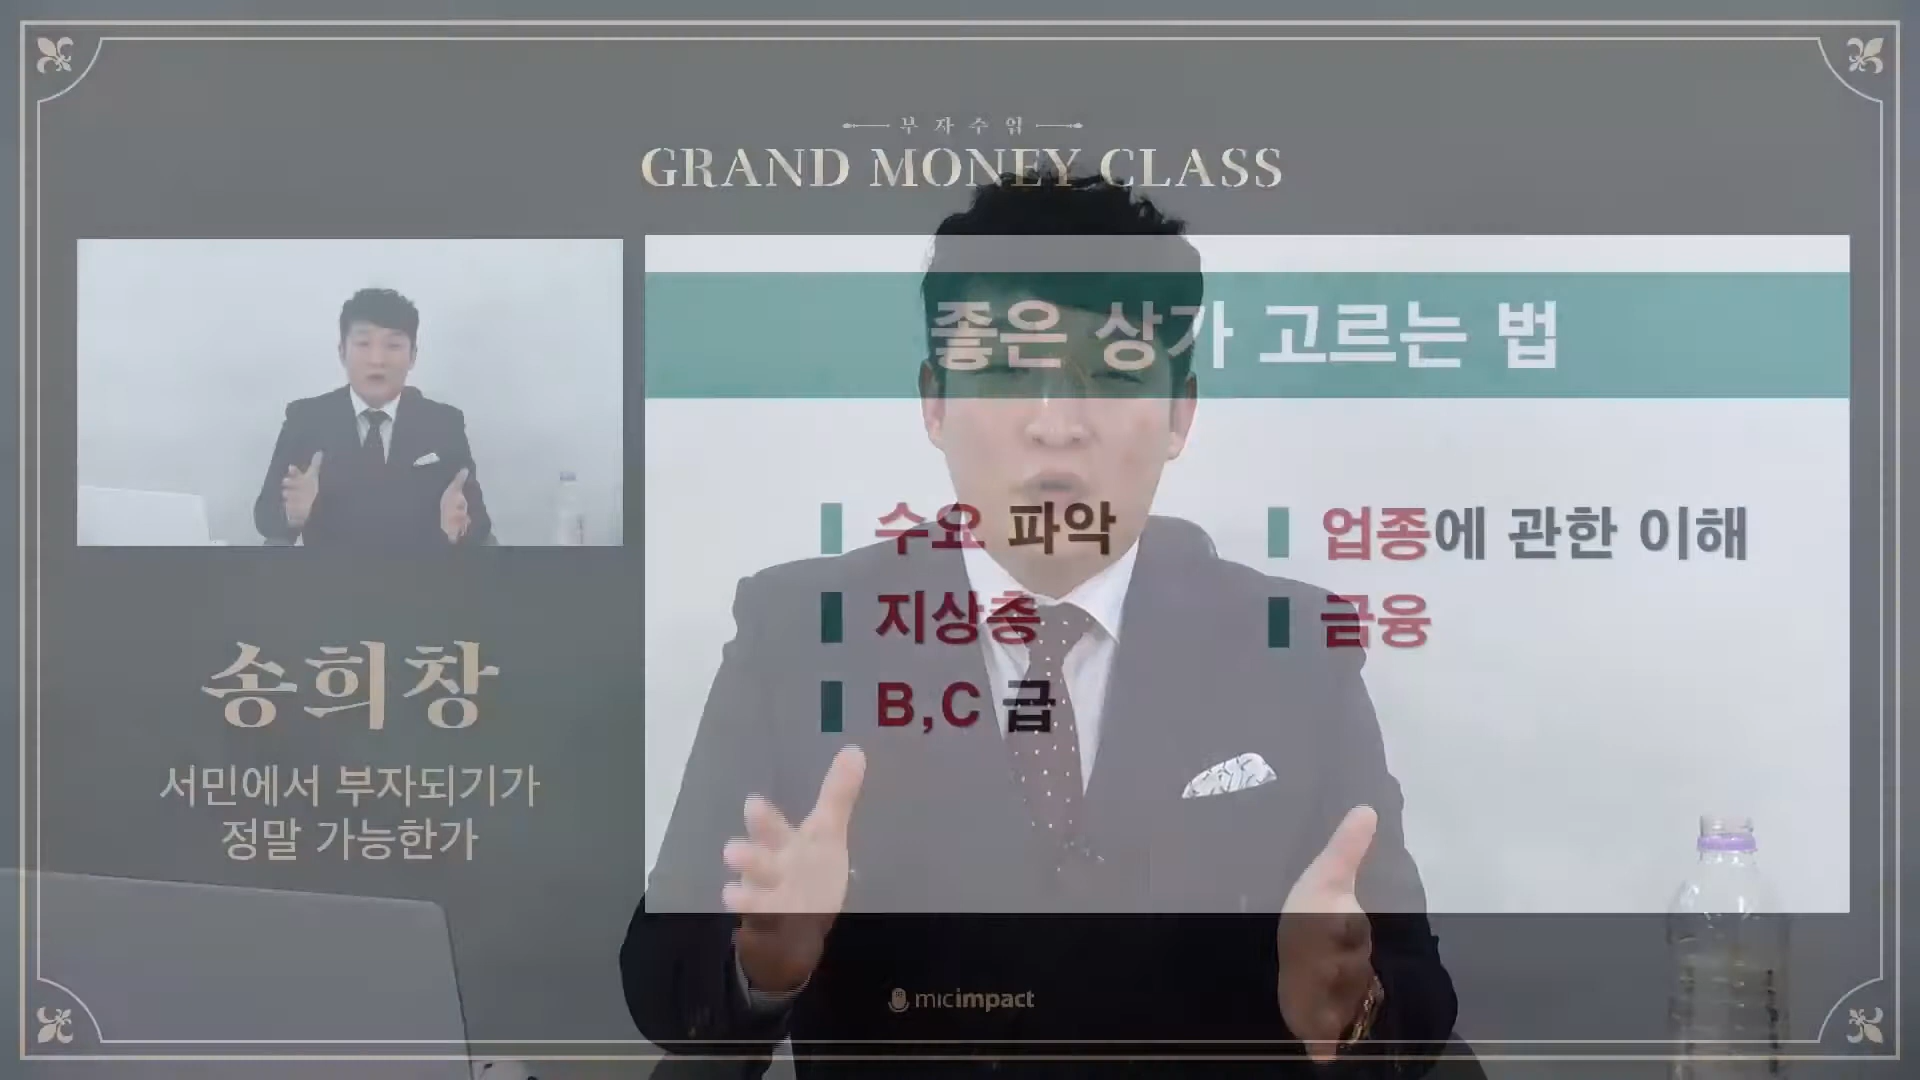 부자수업
GRAND MONEY CLASS
좋은 상가 고르는 법
수요 파악
지상층
B,C 급
업종에 관한 이해
금융
송희창
서민에서 부자되기가
정말 가능한가
micimpact